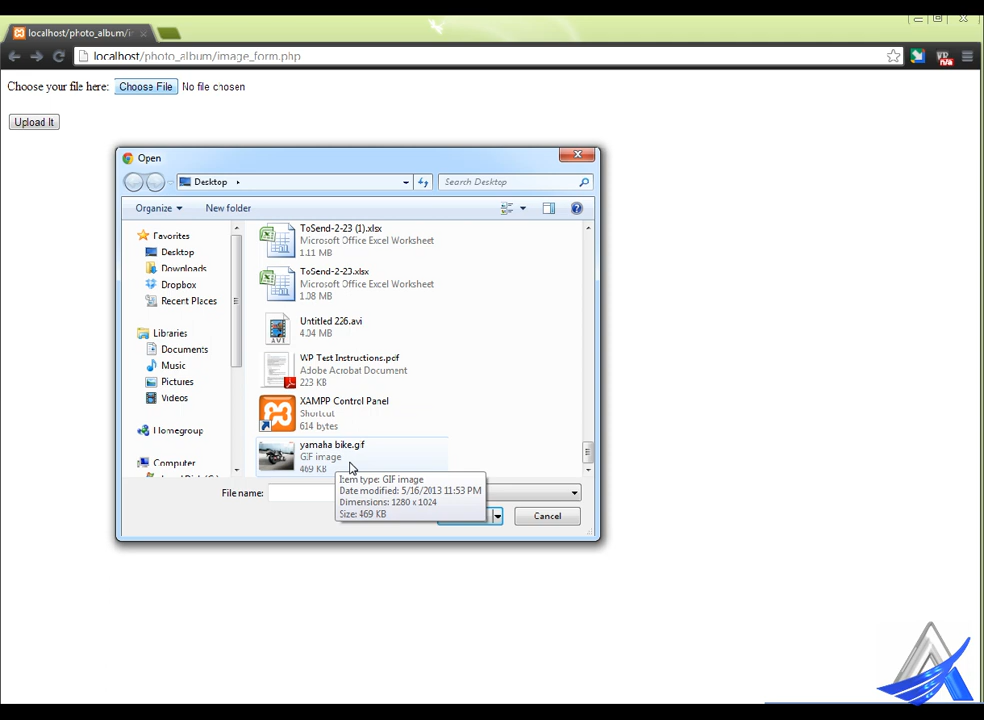 localhost/photo_album/i
localhost/photo_album/image_form.php
Choose your file here: Choose File No file chosen
Upload It
Open
Desktop
Search Desktop
Organize
New folder
Favorites
Desktop
Downloads
Dropbox
Recent Places
Libraries
Documents
Music
Pictures
Videos
Homegroup
Computer
ToSend-2-23 (1).xlsx
Microsoft Office Excel Worksheet
1.11 MB
ToSend-2-23.xlsx
Microsoft Office Excel Worksheet
1.08 MB
Untitled 226.avi
4.04 MB
WP Test Instructions.pdf
Adobe Acrobat Document
223 KB
XAMPP Control Panel
Shortcut
614 bytes
yamaha bike.gif
GIF image
469 KB
Item type: GIF image
Date modified: 5/16/2013 11:53 PM
Dimensions: 1280 x 1024
Size: 469 KB
File name:
Cancel